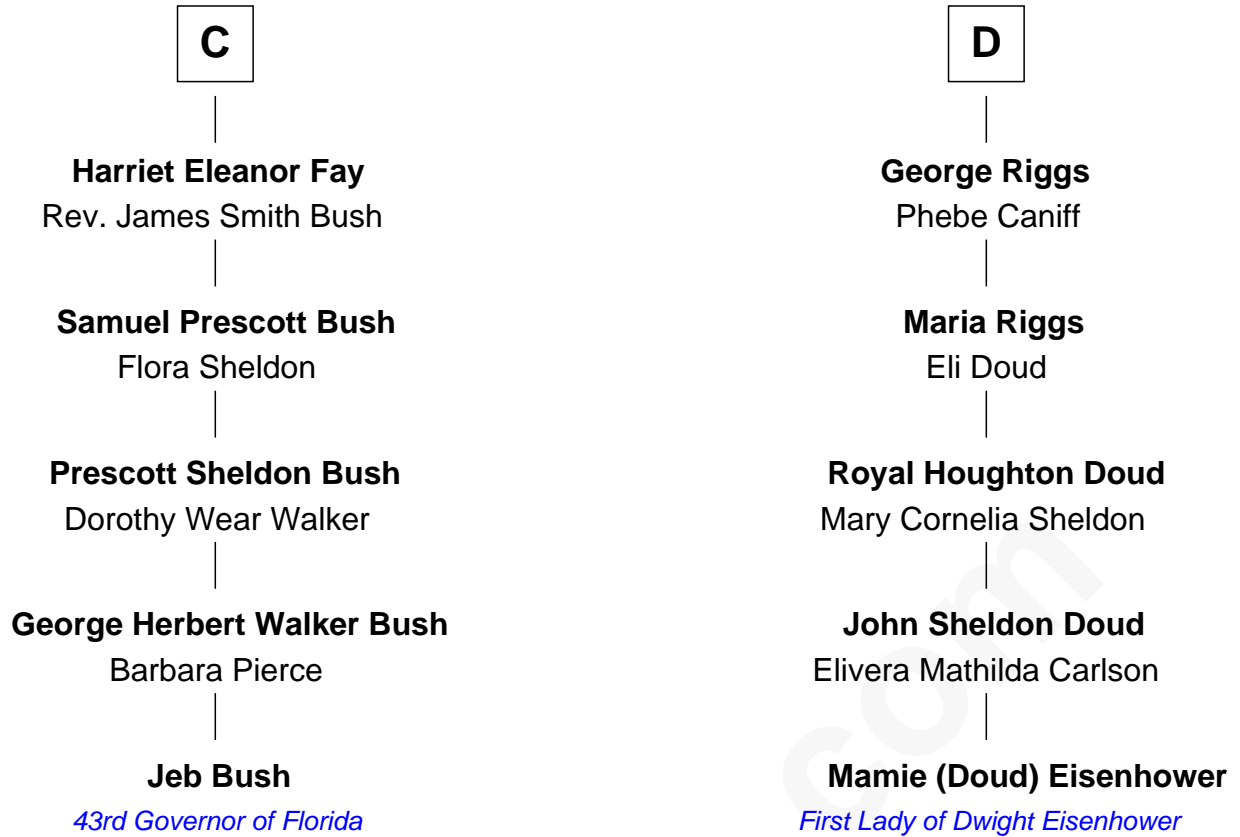 C
Harriet Eleanor Fay
Rev. James Smith Bush
Samuel Prescott Bush
Flora Sheldon
Prescott Sheldon Bush
Dorothy Wear Walker
George Herbert Walker Bush
Barbara Pierce
Jeb Bush
43rd Governor of Florida
D
George Riggs
Phebe Caniff
Maria Riggs
Eli Doud
Royal Houghton Doud
Mary Cornelia Sheldon
John Sheldon Doud
Elivera Mathilda Carlson
Mamie (Doud) Eisenhower
First Lady of Dwight Eisenhower
com